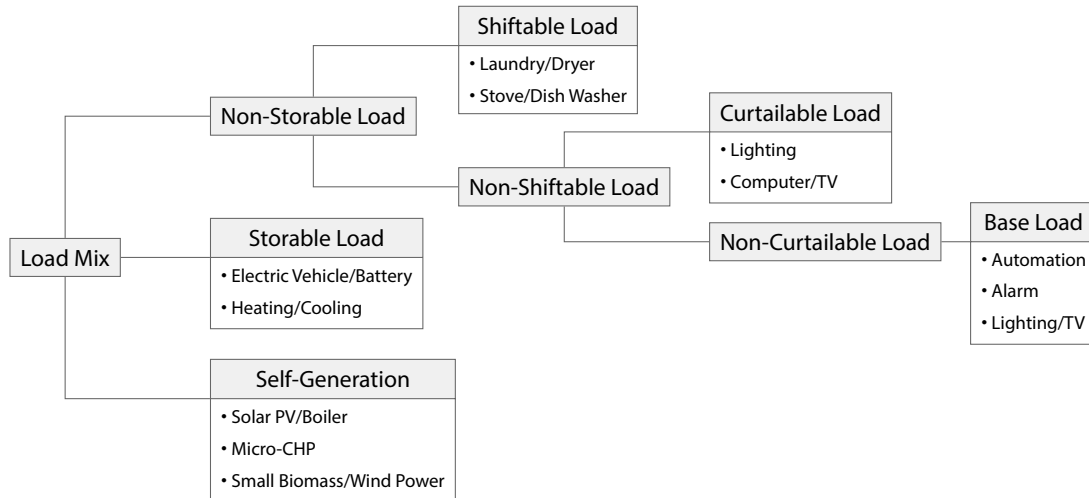 Shiftable Load
• Laundry/Dryer
• Stove/Dish Washer
Non-Storable Load
Curtailable Load
• Lighting
• Computer/TV
Non-Shiftable Load
Non-Curtailable Load
Base Load
• Automation
• Alarm
• Lighting/TV
Load Mix
Storable Load
• Electric Vehicle/Battery
• Heating/Cooling
Self-Generation
• Solar PV/Boiler
• Micro-CHP
• Small Biomass/Wind Power